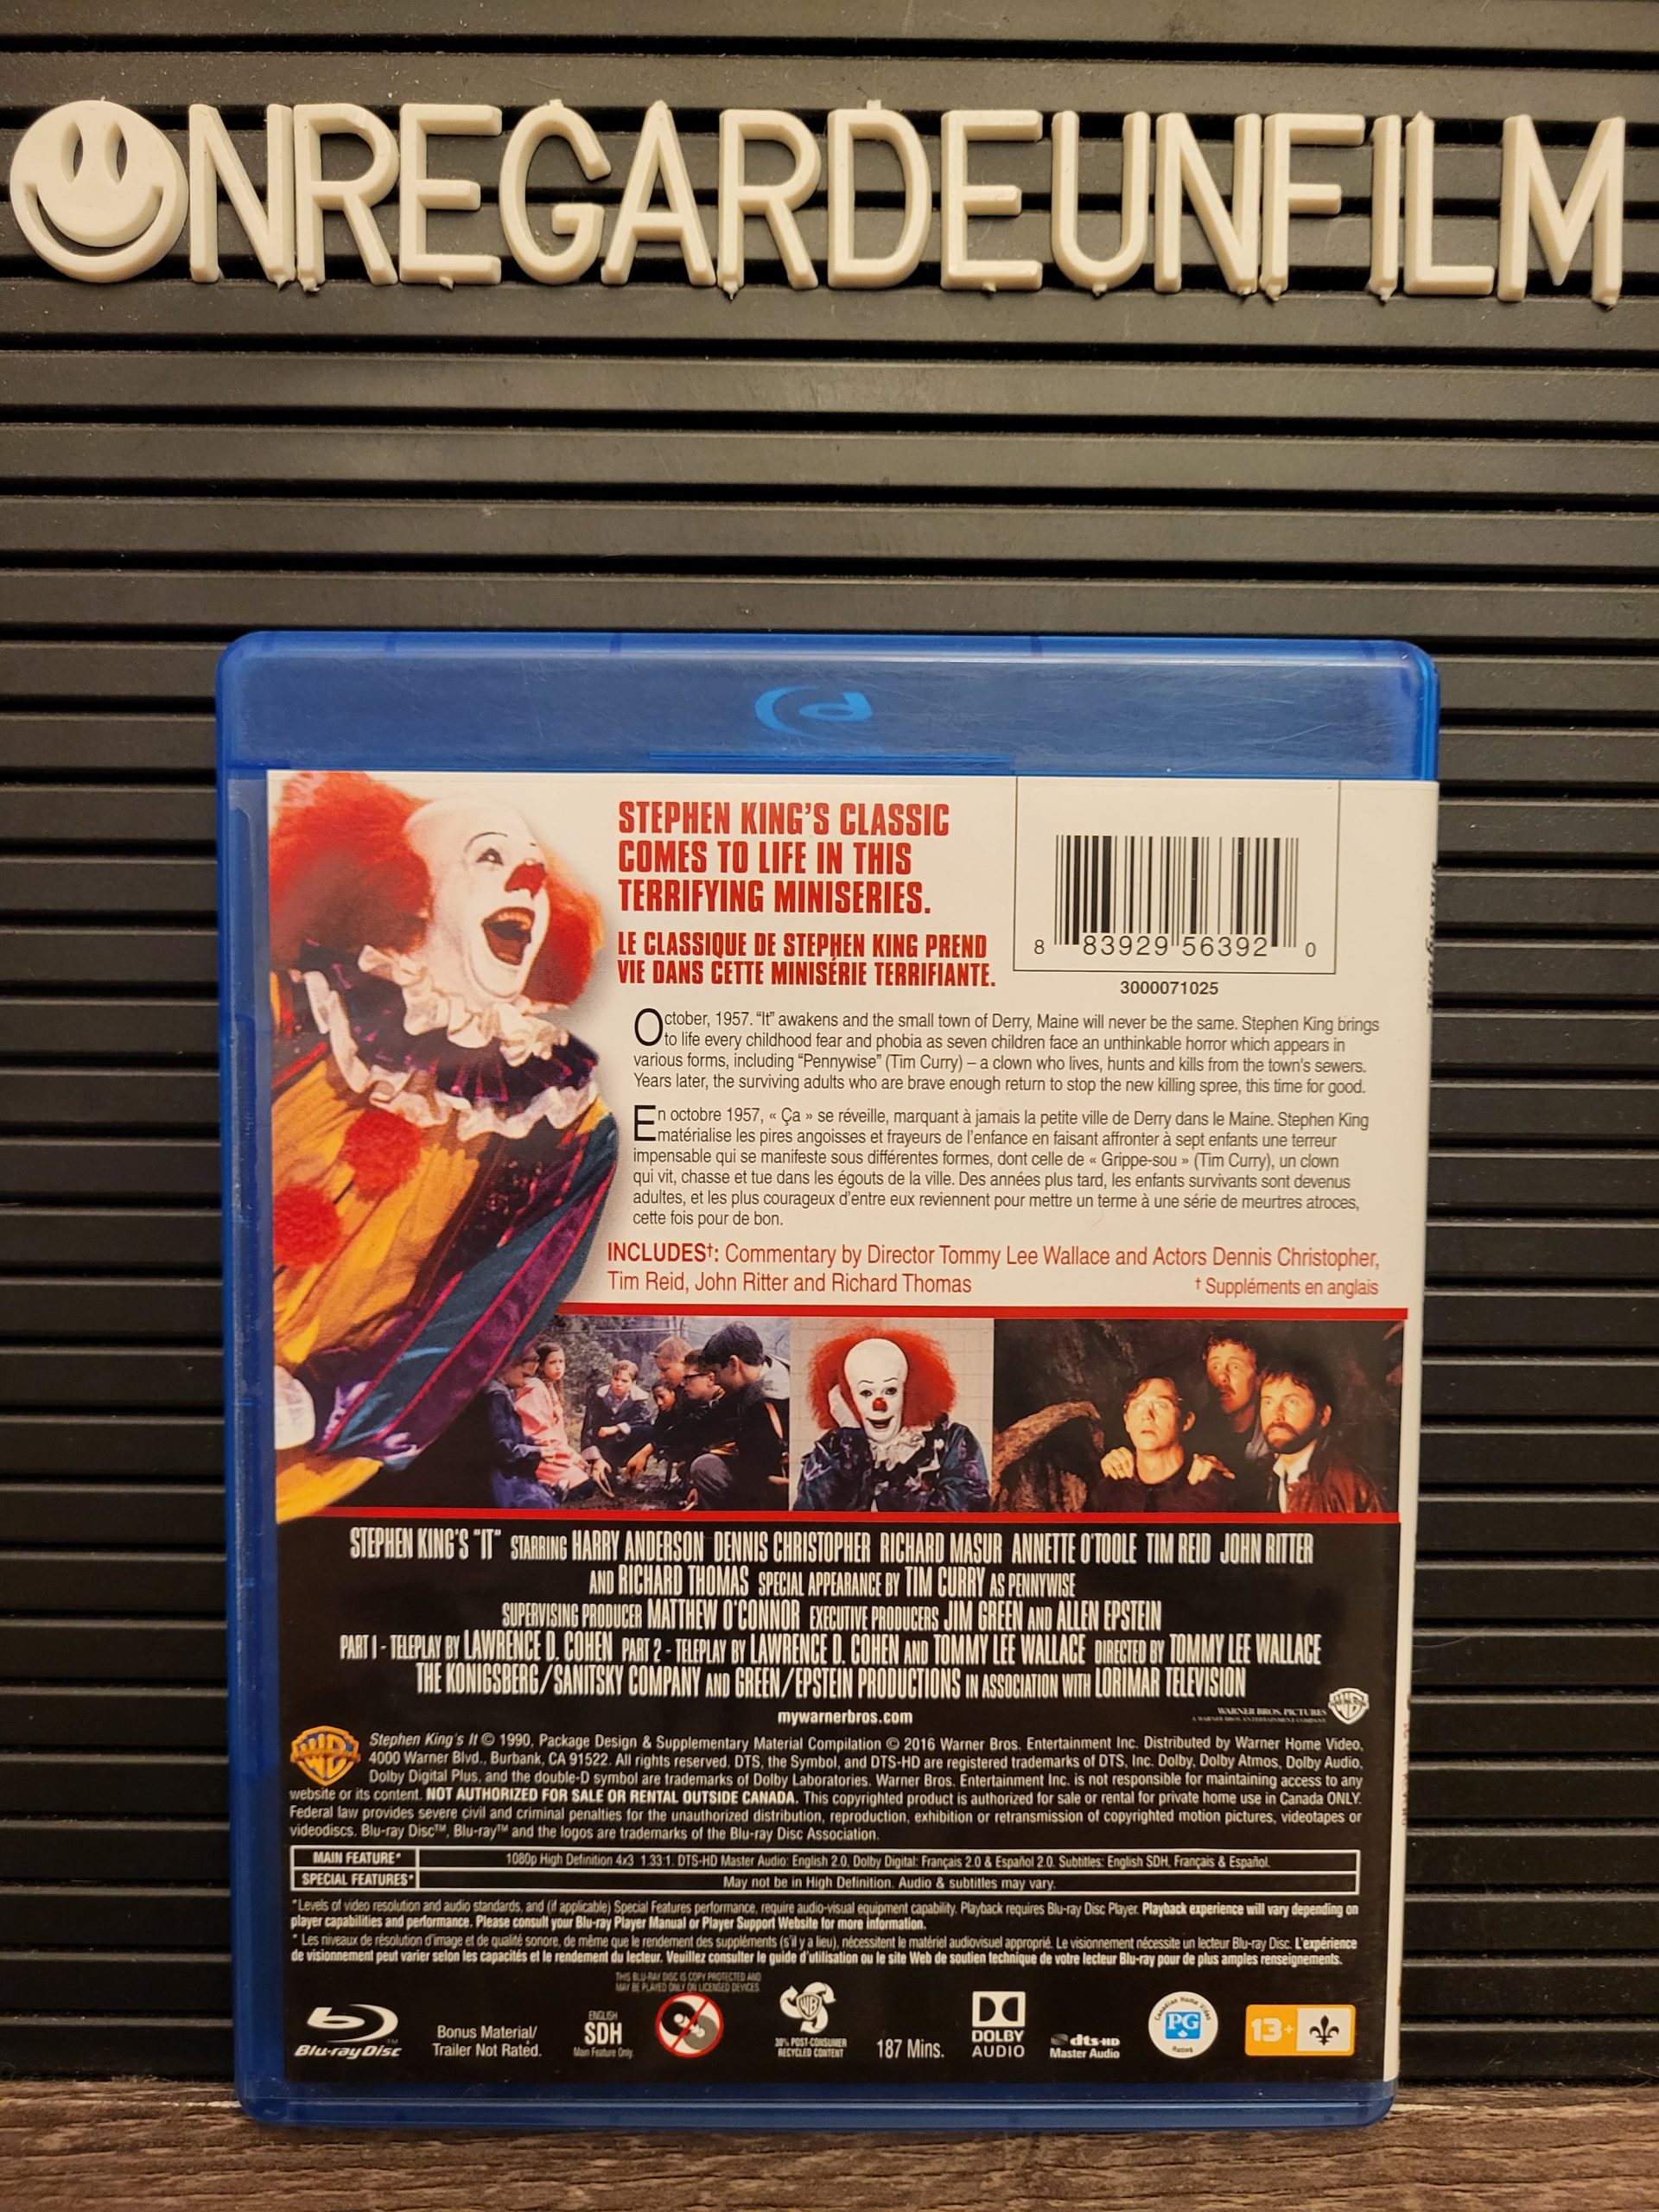 NREGARDEUNFILM
STEPHEN KING'S CLASSIC
COMES TO LIFE IN THIS
TERRIFYING MINISERIES.
LE CLASSIQUE DE STEPHEN KING PREND
VIE DANS CETTE MINISÉRIE TERRIFIANTE.
8 83929 56392 0
3000071025
October, 1957. “It” awakens and the small town of Derry, Maine will never be the same. Stephen King brings
to life every childhood fear and phobia as seven children face an unthinkable horror which appears in
various forms, including “Pennywise” (Tim Curry) – a clown who lives, hunts and kills from the town's sewers.
Years later, the surviving adults who are brave enough return to stop the new killing spree, this time for good.
En octobre 1957, « Ça » se réveille, marquant à jamais la petite ville de Derry dans le Maine. Stephen King
matérialise les pires angoisses et frayeurs de l'enfance en faisant affronter à sept enfants une terreur
impensable qui se manifeste sous différentes formes, dont celle de « Grippe-sou » (Tim Curry), un clown
qui vit, chasse et tue dans les égouts de la ville. Des années plus tard, les enfants survivants sont devenus
adultes, et les plus courageux d'entre eux reviennent pour mettre un terme à une série de meurtres atroces,
cette fois pour de bon.
INCLUDES†: Commentary by Director Tommy Lee Wallace and Actors Dennis Christopher,
Tim Reid, John Ritter and Richard Thomas
† Suppléments en anglais
STEPHEN KING'S "IT" STARRING HARRY ANDERSON DENNIS CHRISTOPHER RICHARD MASUR ANNETTE O'TOOLE TIM REID JOHN RITTER
AND RICHARD THOMAS SPECIAL APPEARANCE BY TIM CURRY AS PENNYWISE
SUPERVISING PRODUCER MATTHEW O'CONNOR EXECUTIVE PRODUCERS JIM GREEN AND ALLEN EPSTEIN
PART 1 - TELEPLAY BY LAWRENCE D. COHEN PART 2 - TELEPLAY BY LAWRENCE D. COHEN AND TOMMY LEE WALLACE DIRECTED BY TOMMY LEE WALLACE
THE KONIGSBERG/SANITSKY COMPANY AND GREEN/EPSTEIN PRODUCTIONS IN ASSOCIATION WITH LORIMAR TELEVISION
mywarnerbros.com
WARNER BROS. PICTURES
A WARNER BROS. ENTERTAINMENT COMPANY
Stephen King's It © 1990, Package Design & Supplementary Material Compilation © 2016 Warner Bros. Entertainment Inc. Distributed by Warner Home Video,
4000 Warner Blvd., Burbank, CA 91522. All rights reserved. DTS, the Symbol, and DTS-HD are registered trademarks of DTS, Inc. Dolby, Dolby Atmos, Dolby Audio,
Dolby Digital Plus, and the double-D symbol are trademarks of Dolby Laboratories. Warner Bros. Entertainment Inc. is not responsible for maintaining access to any
website or its content. NOT AUTHORIZED FOR SALE OR RENTAL OUTSIDE CANADA. This copyrighted product is authorized for sale or rental for private home use in Canada ONLY.
Federal law provides severe civil and criminal penalties for the unauthorized distribution, reproduction, exhibition or retransmission of copyrighted motion pictures, videotapes or
videodiscs. Blu-ray Disc™, Blu-ray™ and the logos are trademarks of the Blu-ray Disc Association.
MAIN FEATURE* 1080p High Definition 4x3 1.33:1. DTS-HD Master Audio: English 2.0, Dolby Digital: Français 2.0 & Español 2.0. Subtitles: English SDH, Français & Español.
SPECIAL FEATURES* May not be in High Definition. Audio & subtitles may vary.
*Levels of video resolution and audio standards, and (if applicable) Special Features performance, require audio-visual equipment capability. Playback requires Blu-ray Disc Player. Playback experience will vary depending on
player capabilities and performance. Please consult your Blu-ray Player Manual or Player Support Website for more information.
* Les niveaux de résolution d'image et de qualité sonore, de même que le rendement des suppléments (s'il y a lieu), nécessitent le matériel audiovisuel approprié. Le visionnement nécessite un lecteur Blu-ray Disc. L'expérience
de visionnement peut varier selon les capacités et le rendement du lecteur. Veuillez consulter le guide d'utilisation ou le site Web de soutien technique de votre lecteur Blu-ray pour de plus amples renseignements.
THIS BLU-RAY DISC IS COPY PROTECTED AND
MAY BE PLAYED ONLY ON LICENSED DEVICES.
Blu-ray Disc
Bonus Material/
Trailer Not Rated.
ENGLISH
SDH
Main Feature Only.
30% POST-CONSUMER
RECYCLED CONTENT
187 Mins.
DOLBY
AUDIO
dts-HD
Master Audio
Canadian Home Video
PG
Rating
13+